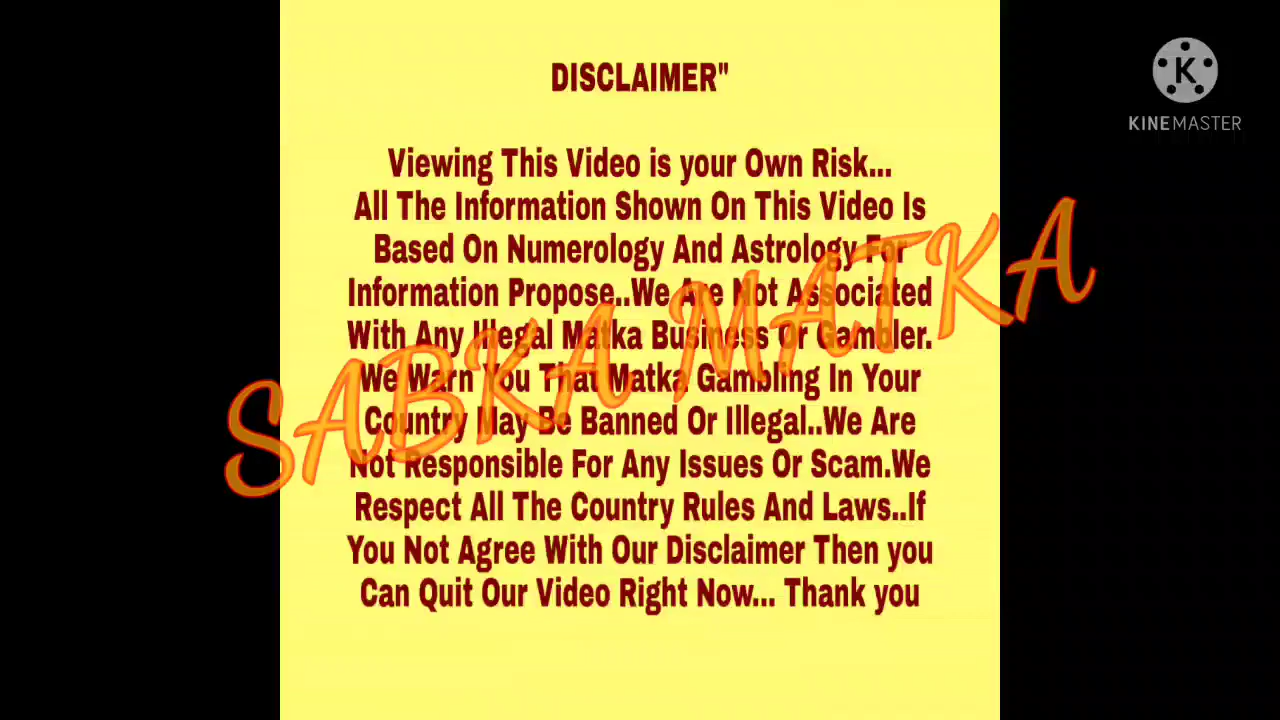 DISCLAIMER"
Viewing This Video is your Own Risk...
All The Information Shown On This Video Is
Based On Numerology And Astrology For
Information Propose..We Are Not Associated
With Any Illegal Matka Business Or Gambler.
We Warn You That Matka Gambling In Your
Country May Be Banned Or Illegal..We Are
Not Responsible For Any Issues Or Scam.We
Respect All The Country Rules And Laws..If
You Not Agree With Our Disclaimer Then you
Can Quit Our Video Right Now... Thank you
SABKA MATKA
K
KINEMASTER